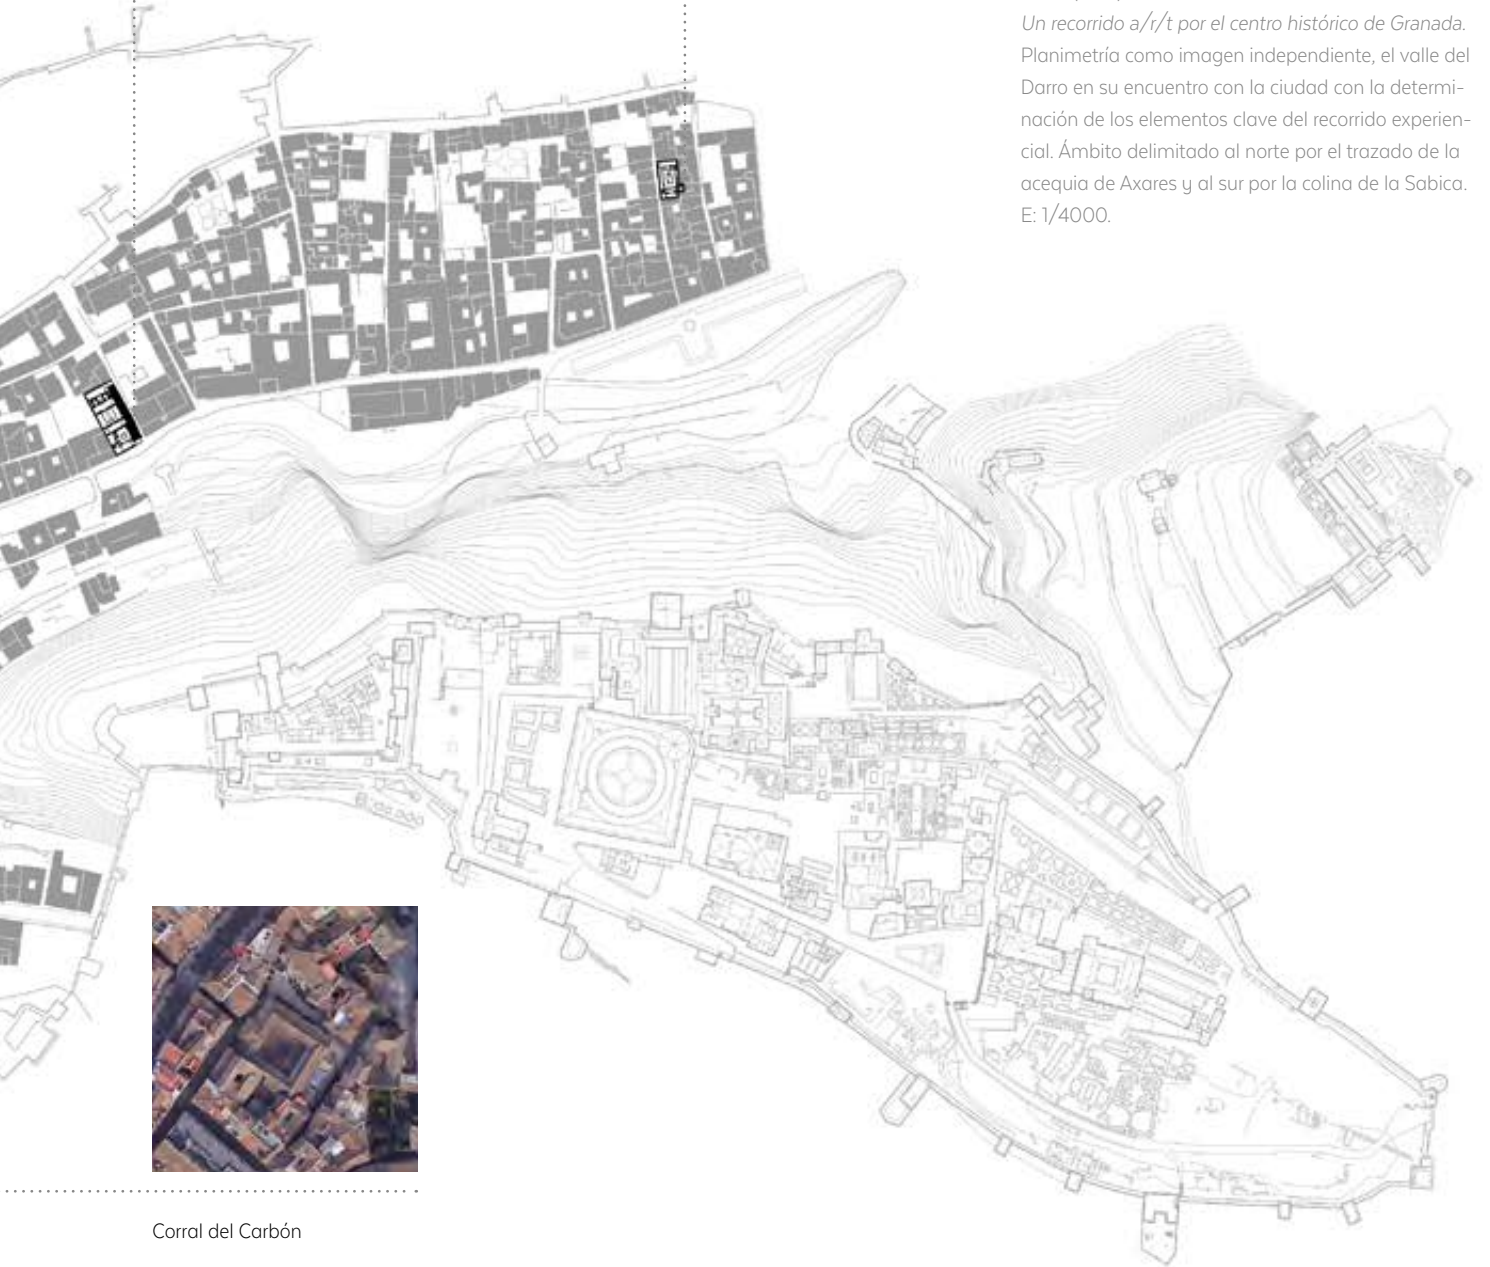 Un recorrido a/r/t por el centro histórico de Granada.
Planimetría como imagen independiente, el valle del
Darro en su encuentro con la ciudad con la determi-
nación de los elementos clave del recorrido experien-
cial. Ámbito delimitado al norte por el trazado de la
acequia de Axares y al sur por la colina de la Sabica.
E: 1/4000.
Corral del Carbón